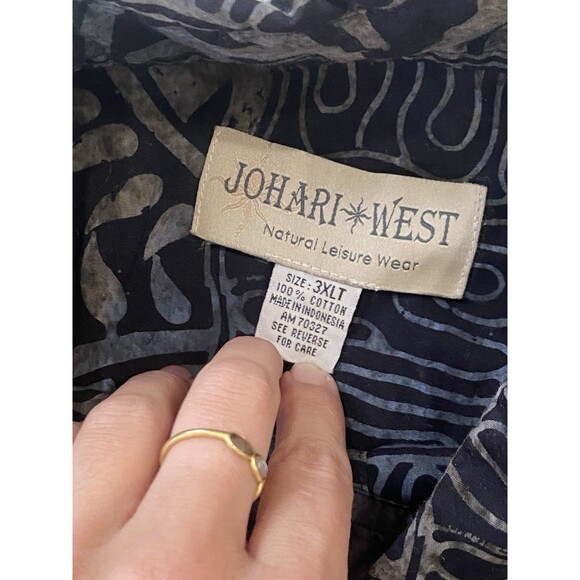 JOHARI WEST
Natural Leisure Wear
SIZE: 3XLT
100% COTTON
MADE IN INDONESIA
AM 70327
SEE REVERSE
FOR CARE